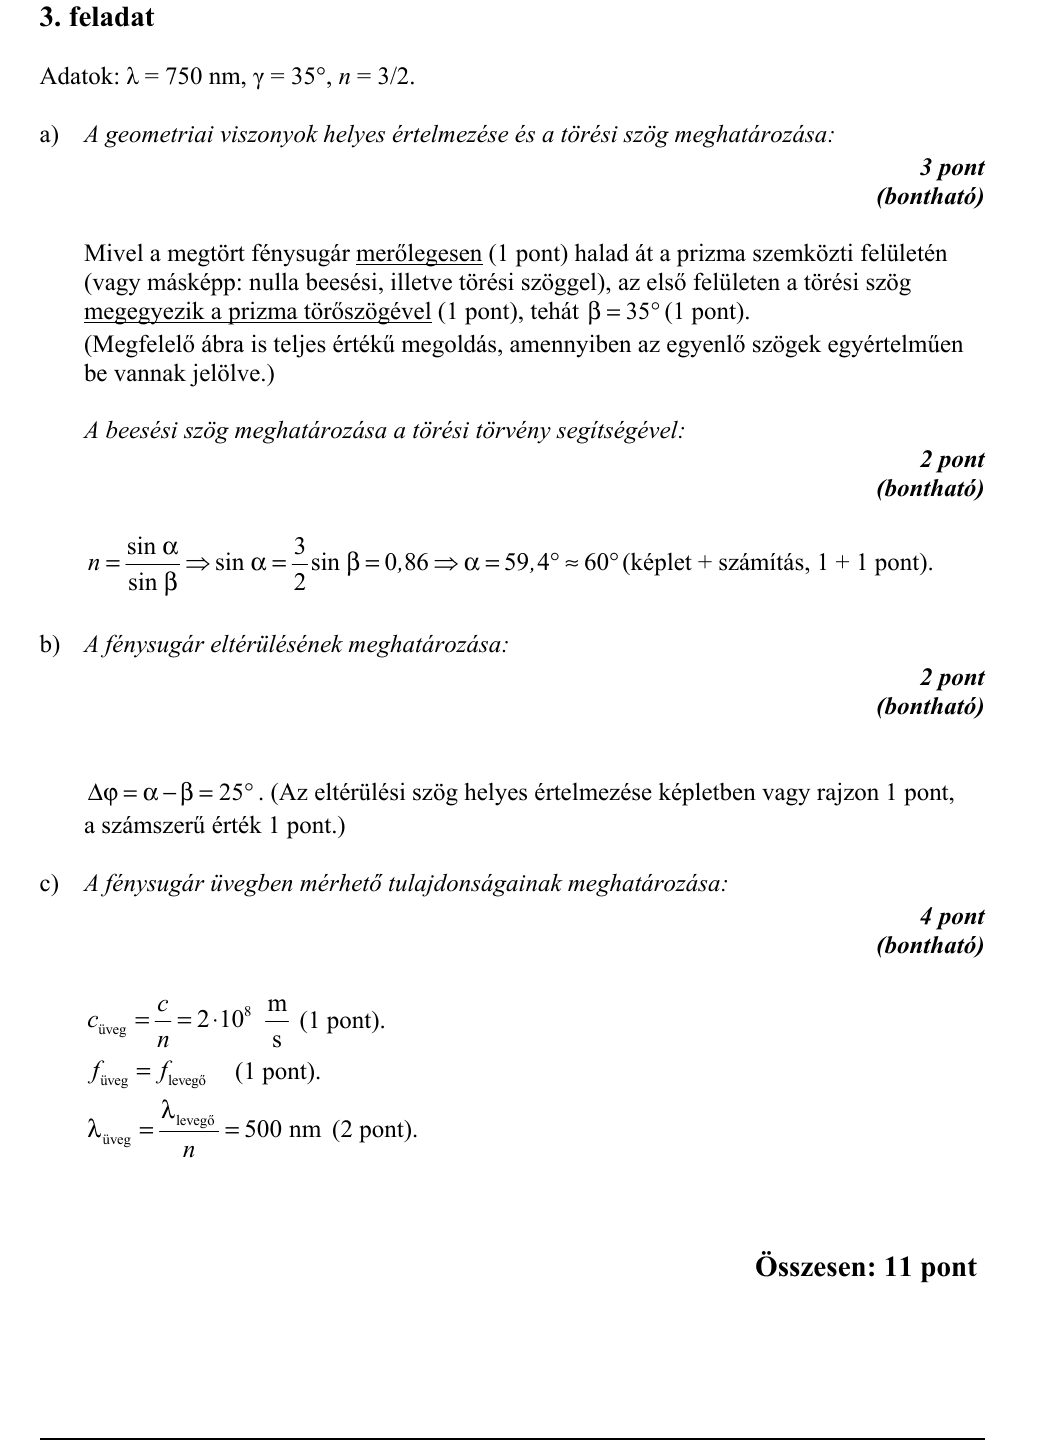 3. feladat
Adatok: λ = 750 nm, γ = 35°, n = 3/2.
a) A geometriai viszonyok helyes értelmezése és a törési szög meghatározása:
3 pont
(bontható)
Mivel a megtört fénysugár merőlegesen (1 pont) halad át a prizma szemközti felületén
(vagy másképp: nulla beesési, illetve törési szöggel), az első felületen a törési szög
megegyezik a prizma törőszögével (1 pont), tehát β = 35° (1 pont).
(Megfelelő ábra is teljes értékű megoldás, amennyiben az egyenlő szögek egyértelműen
be vannak jelölve.)
A beesési szög meghatározása a törési törvény segítségével:
2 pont
(bontható)
n = sin α / sin β ⇒ sin α = 3/2 sin β = 0,86 ⇒ α = 59,4° ≈ 60° (képlet + számítás, 1 + 1 pont).
b) A fénysugár eltérülésének meghatározása:
2 pont
(bontható)
Δφ = α − β = 25° . (Az eltérülési szög helyes értelmezése képletben vagy rajzon 1 pont,
a számszerű érték 1 pont.)
c) A fénysugár üvegben mérhető tulajdonságainak meghatározása:
4 pont
(bontható)
c_üveg = c/n = 2·10⁸ m/s (1 pont).
f_üveg = f_levegő (1 pont).
λ_üveg = λ_levegő / n = 500 nm (2 pont).
Összesen: 11 pont